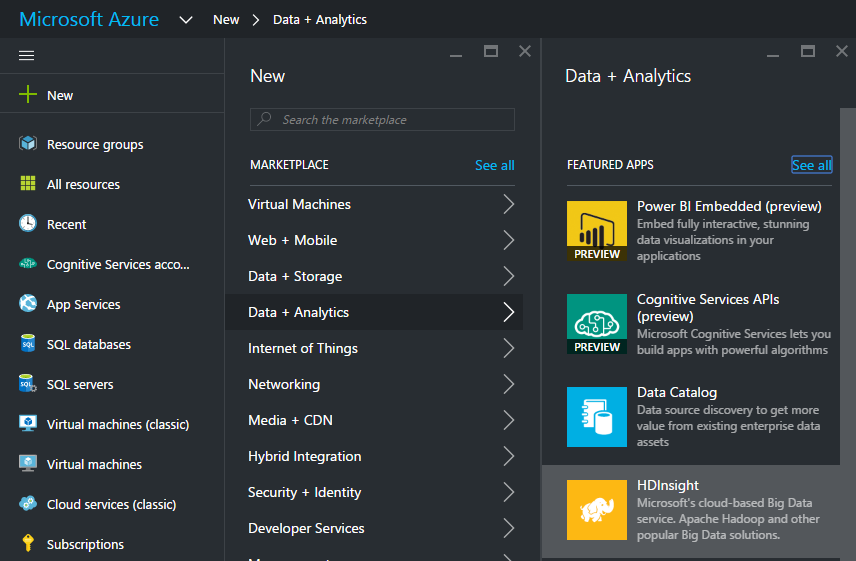 Microsoft Azure
New
Data + Analytics
New
Resource groups
All resources
Recent
Cognitive Services acco...
App Services
SQL databases
SQL servers
Virtual machines (classic)
Virtual machines
Cloud services (classic)
Subscriptions
New
Search the marketplace
MARKETPLACE
See all
Virtual Machines
Web + Mobile
Data + Storage
Data + Analytics
Internet of Things
Networking
Media + CDN
Hybrid Integration
Security + Identity
Developer Services
Data + Analytics
FEATURED APPS
See all
PREVIEW
Power BI Embedded (preview)
Embed fully interactive, stunning
data visualizations in your
applications
PREVIEW
Cognitive Services APIs
(preview)
Microsoft Cognitive Services lets you
build apps with powerful algorithms
Data Catalog
Data source discovery to get more
value from existing enterprise data
assets
HDInsight
Microsoft's cloud-based Big Data
service. Apache Hadoop and other
popular Big Data solutions.